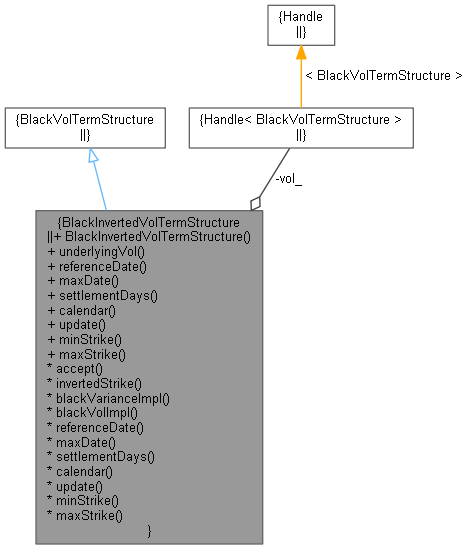 {Handle
||}
< BlackVolTermStructure >
{BlackVolTermStructure
||}
{Handle< BlackVolTermStructure >
||}
-vol_
{BlackInvertedVolTermStructure
||+ BlackInvertedVolTermStructure()
+ underlyingVol()
+ referenceDate()
+ maxDate()
+ settlementDays()
+ calendar()
+ update()
+ minStrike()
+ maxStrike()
* accept()
* invertedStrike()
* blackVarianceImpl()
* blackVolImpl()
* referenceDate()
* maxDate()
* settlementDays()
* calendar()
* update()
* minStrike()
* maxStrike()
}